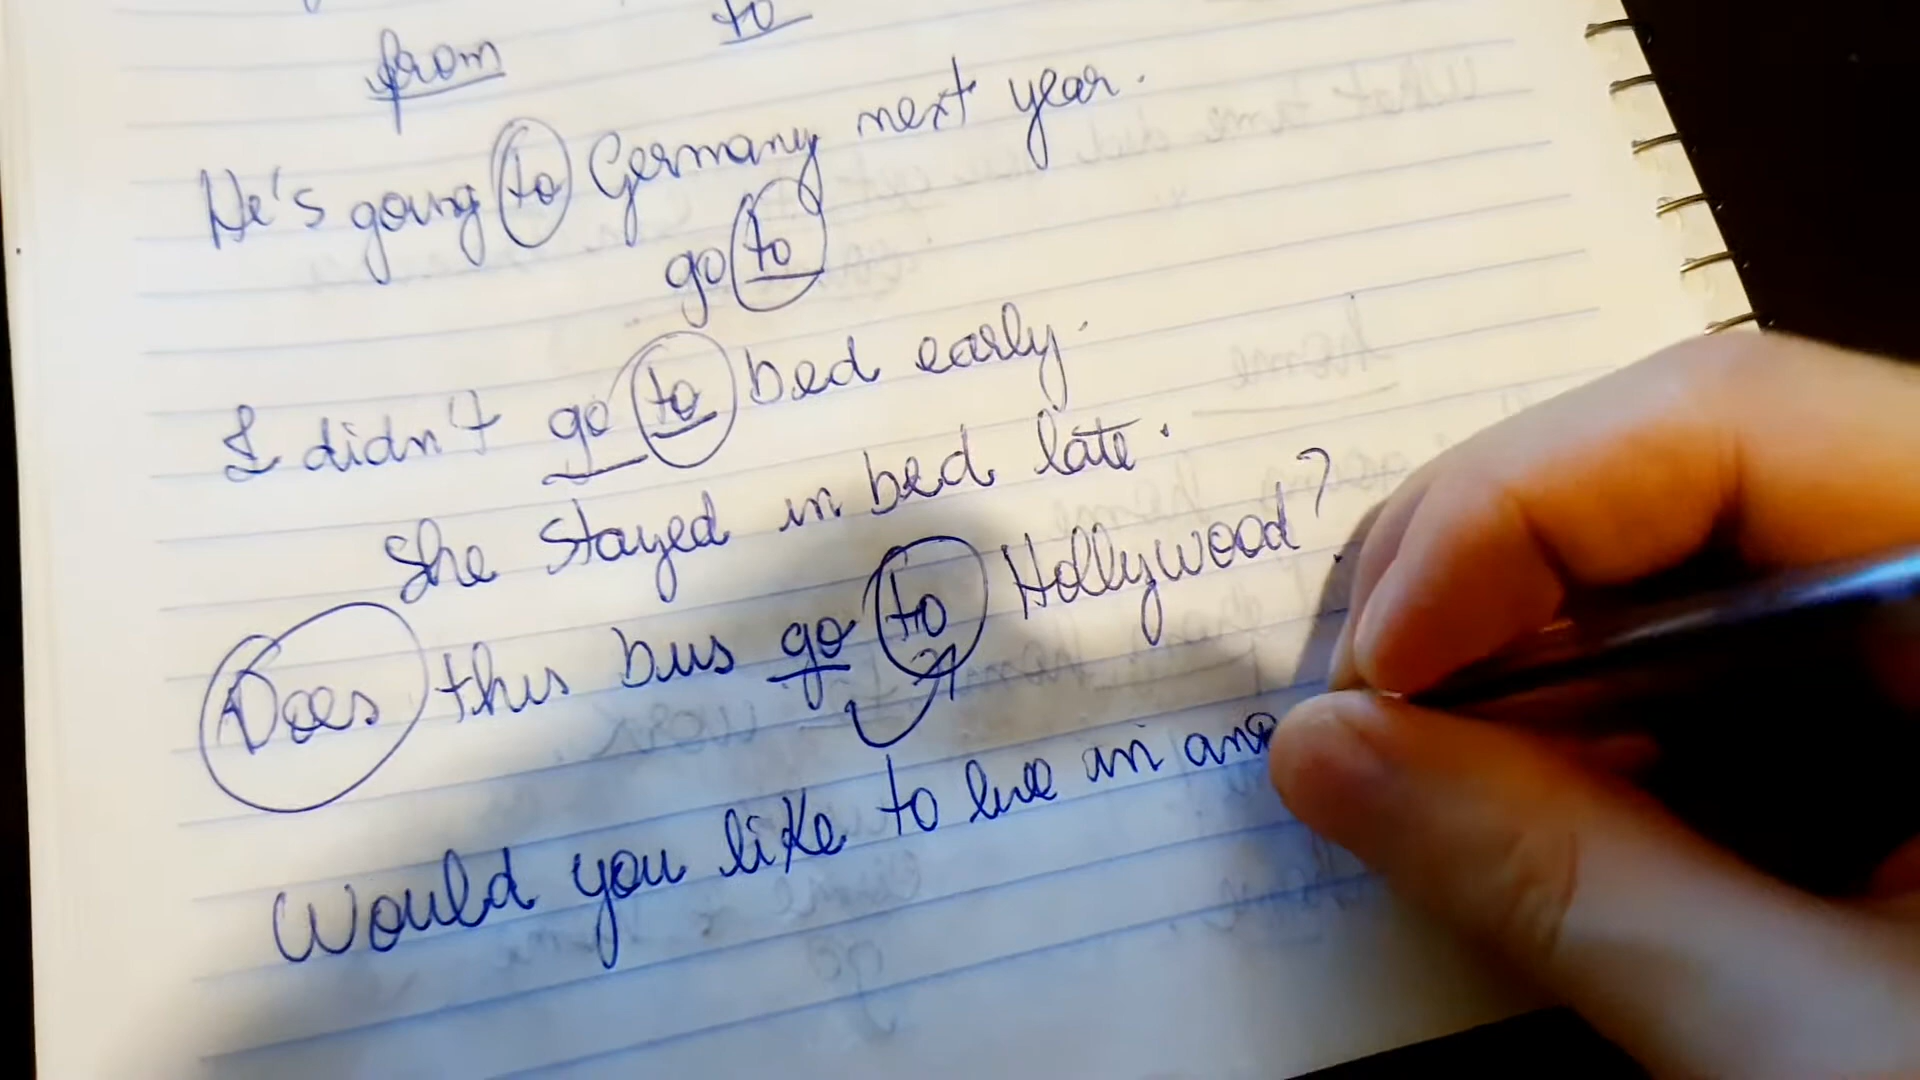 from to
He's going to Germany next year.
go to
I didn't go to bed early.
She stayed in bed late.
Does this bus go to Hollywood?
Would you like to live in ano